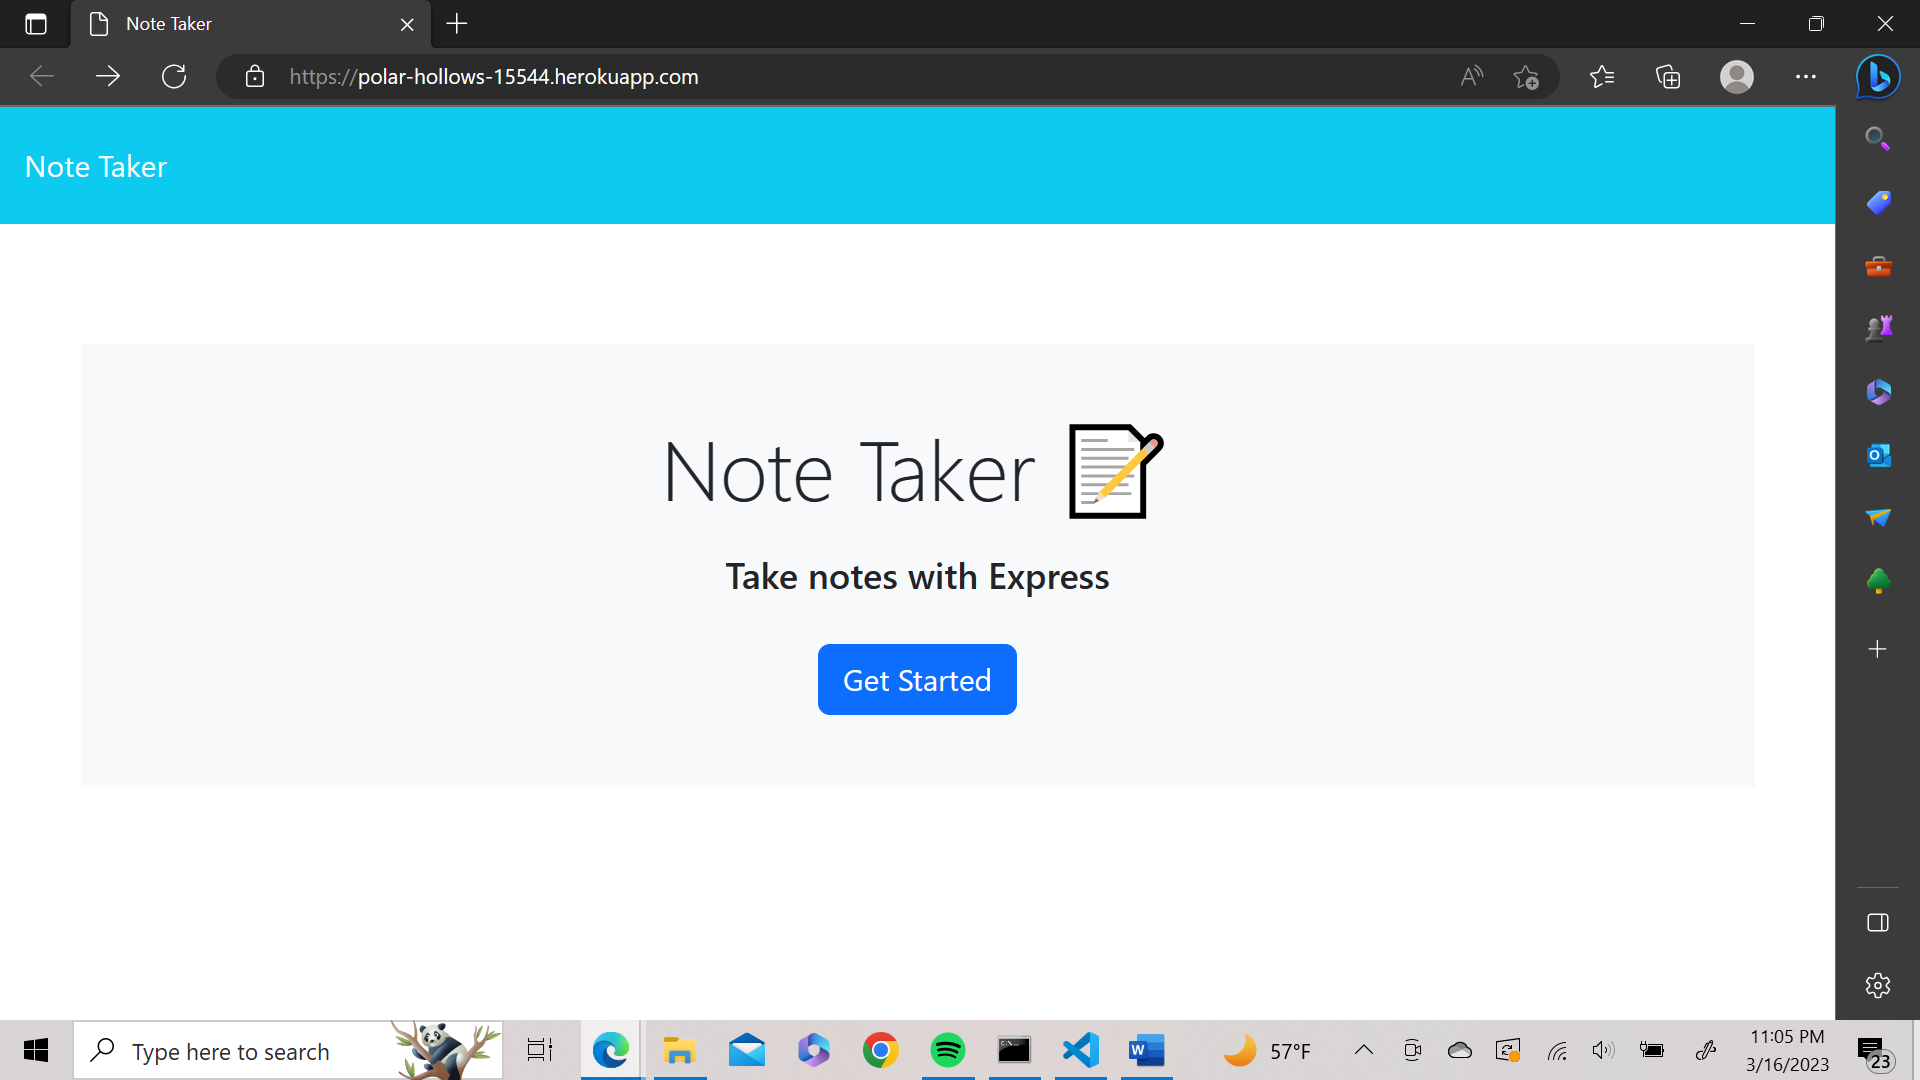 Note Taker
https://polar-hollows-15544.herokuapp.com
Note Taker
Note Taker
Take notes with Express
Get Started
Type here to search
57°F
11:05 PM
3/16/2023
23